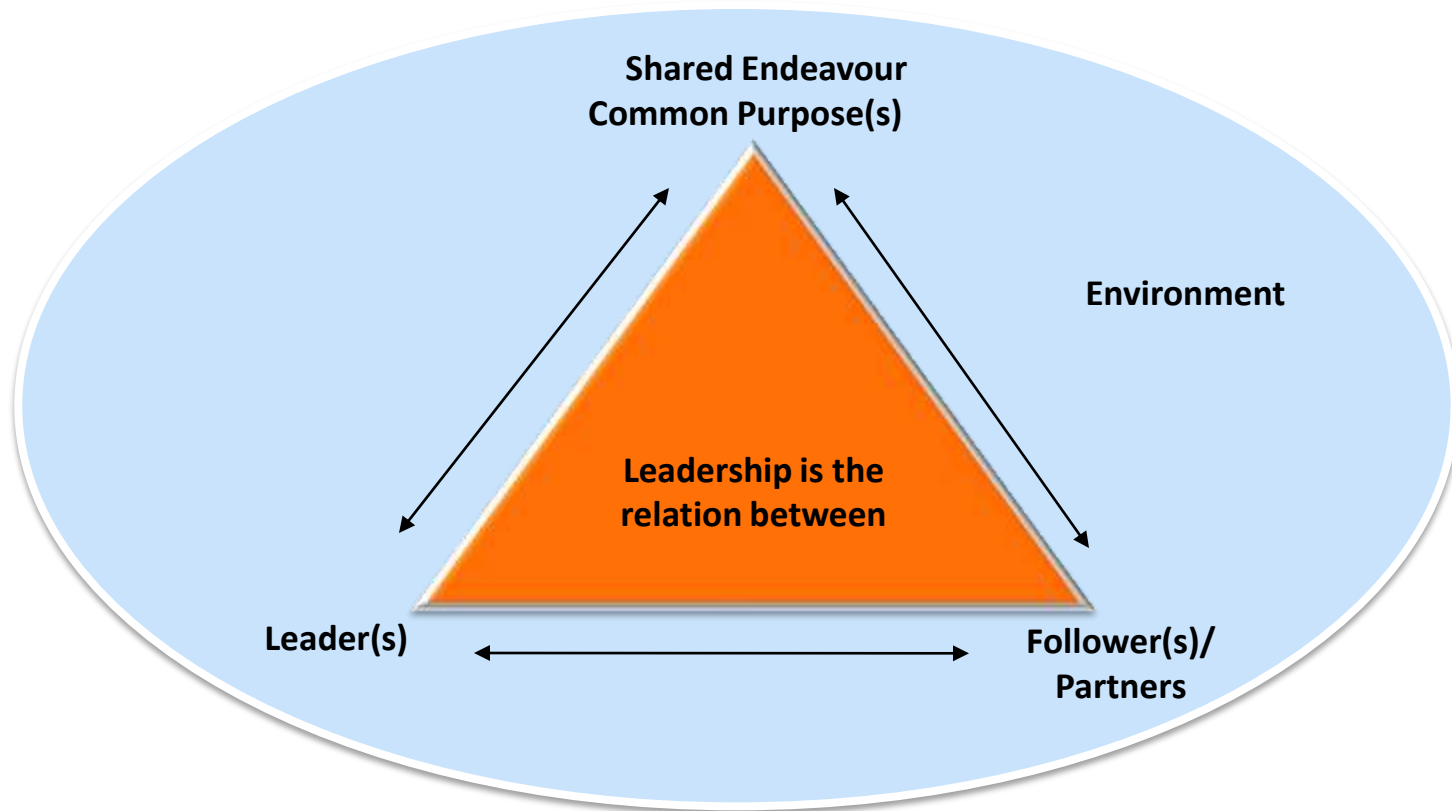 Shared Endeavour
Common Purpose(s)
Environment
Leadership is the
relation between
Leader(s)
Follower(s)/
Partners